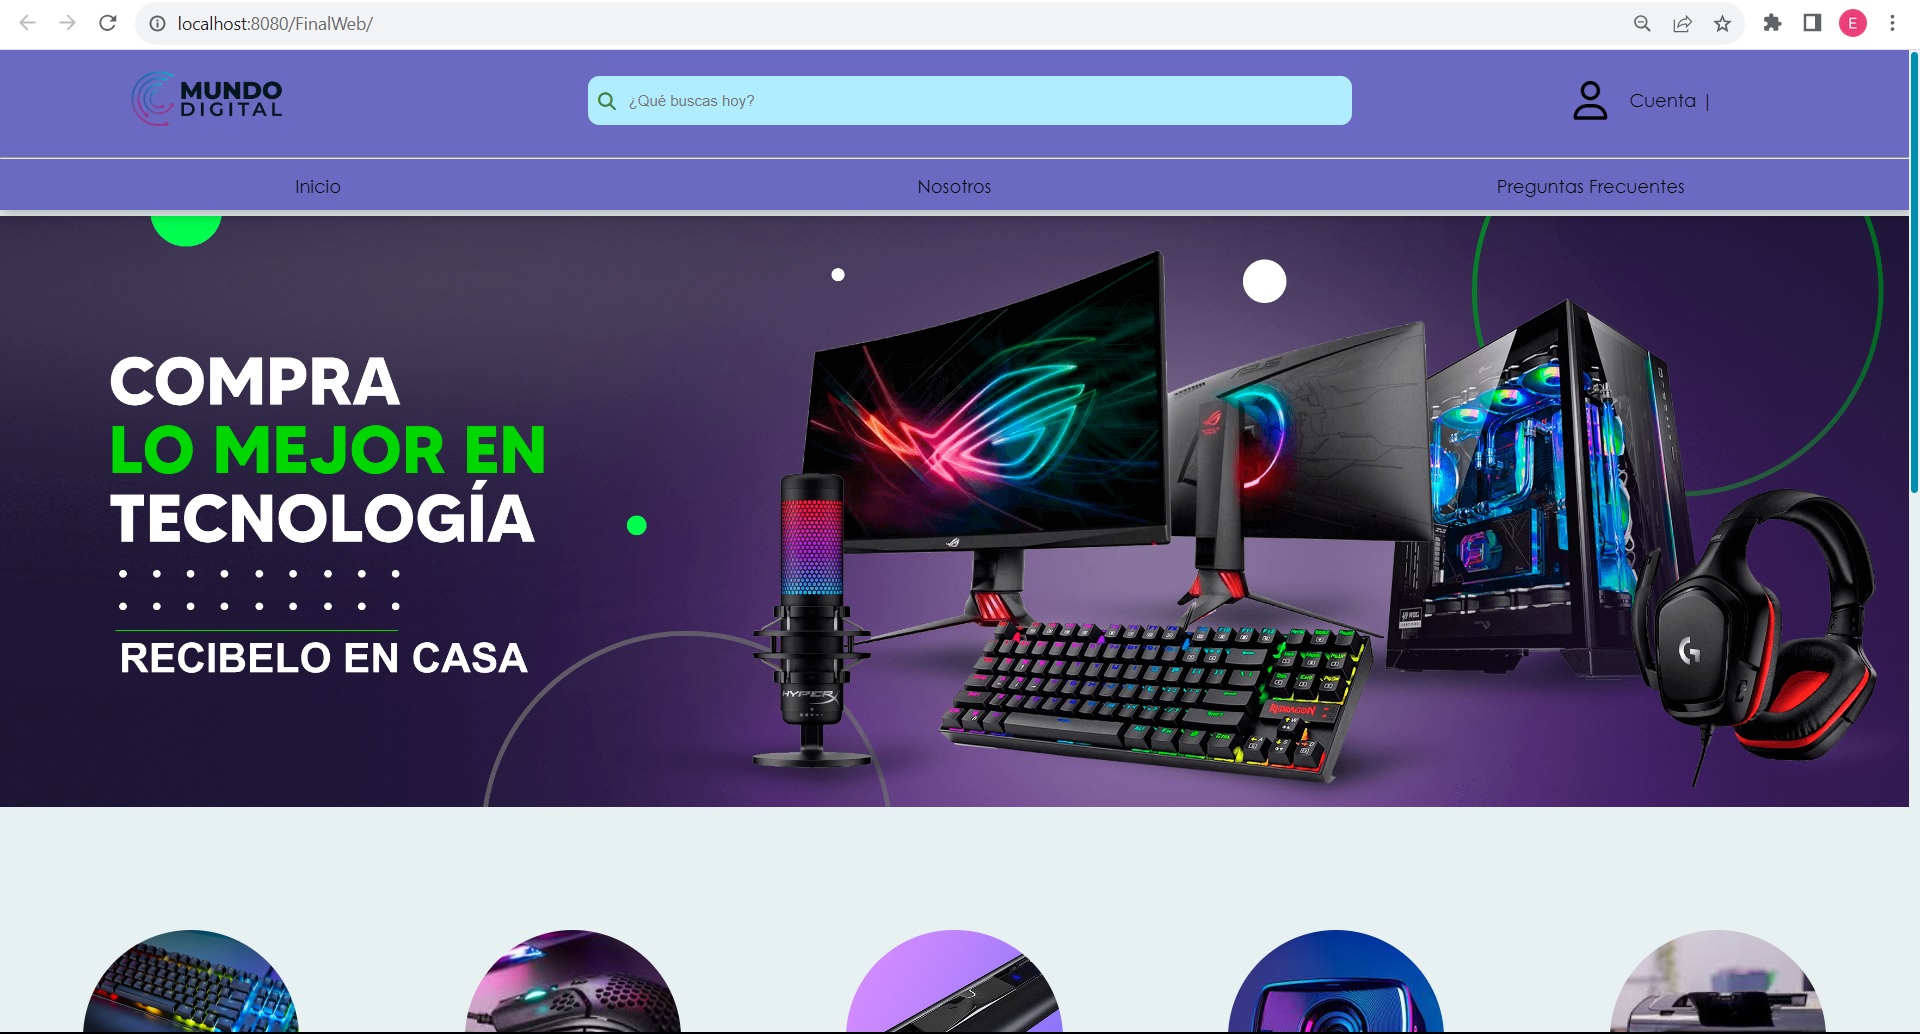 localhost:8080/FinalWeb/
E
MUNDO
DIGITAL
¿Qué buscas hoy?
Cuenta |
Inicio
Nosotros
Preguntas Frecuentes
COMPRA
LO MEJOR EN
TECNOLOGÍA
RECIBELO EN CASA
HYPERX
REDRAGON